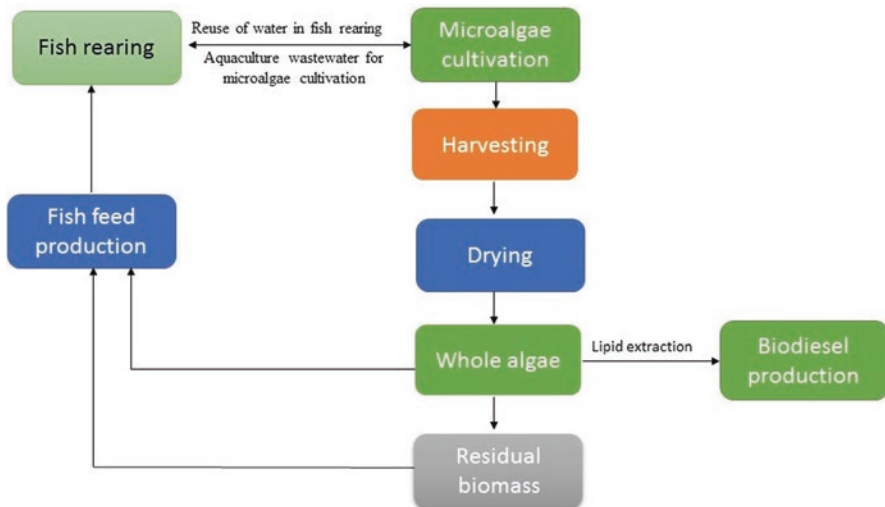 Fish rearing
Reuse of water in fish rearing
Aquaculture wastewater for
microalgae cultivation
Microalgae
cultivation
Harvesting
Fish feed
production
Drying
Whole algae
Lipid extraction
Biodiesel
production
Residual
biomass